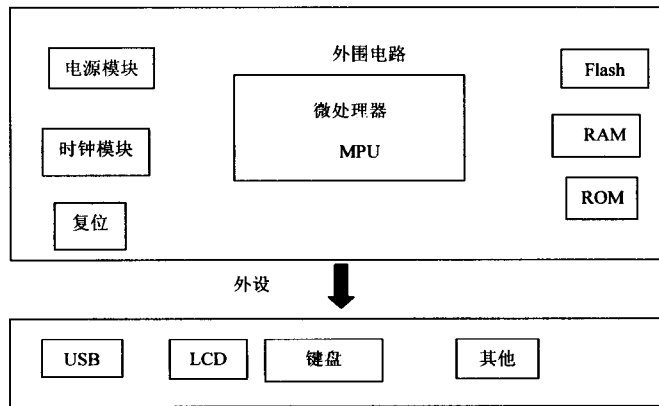 外围电路
电源模块
Flash
微处理器
MPU
时钟模块
RAM
复位
ROM
外设
USB
LCD
键盘
其他